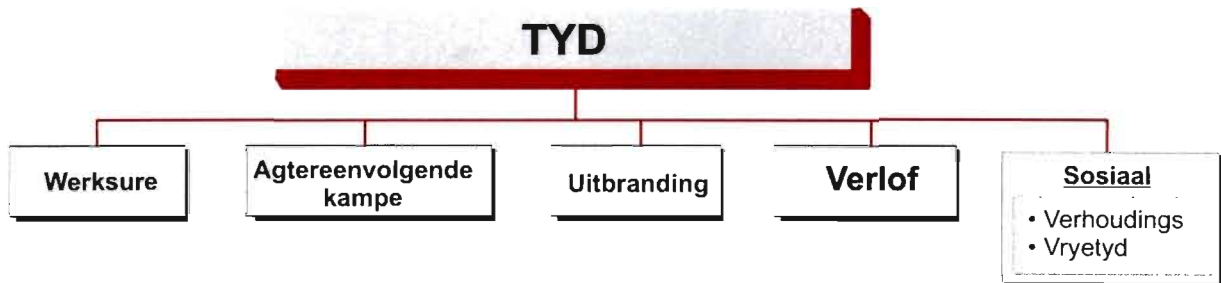 TYD
Werksure
Agtereenvolgende
kampe
Uitbranding
Verlof
Sosiaal
• Verhoudings
• Vryetyd